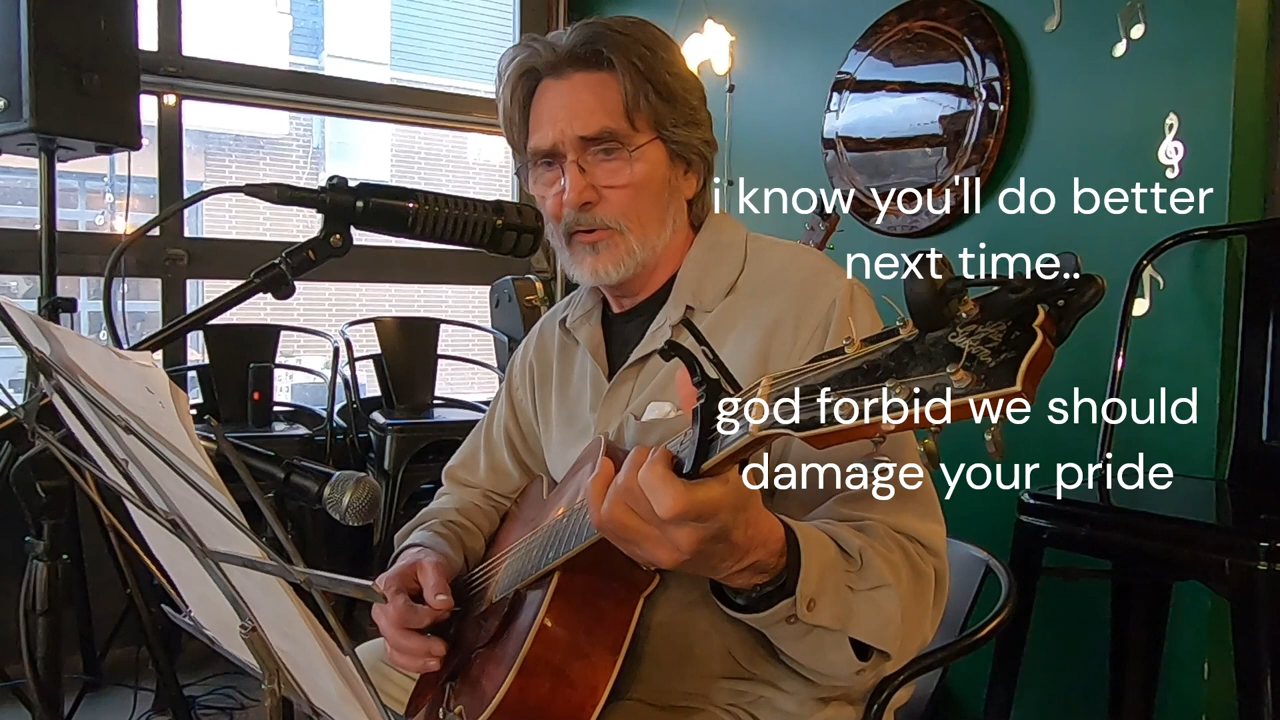 i know you'll do better
next time..
god forbid we should
damage your pride